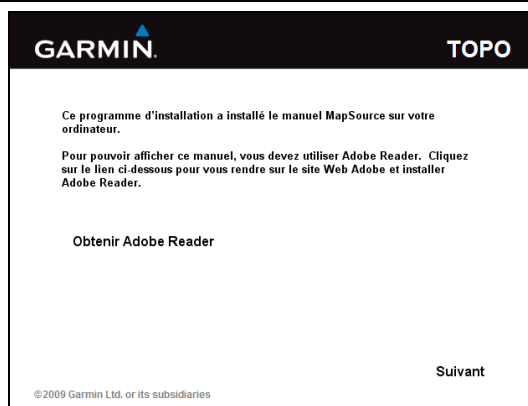 GARMIN.
TOPO
Ce programme d'installation a installé le manuel MapSource sur votre
ordinateur.
Pour pouvoir afficher ce manuel, vous devez utiliser Adobe Reader. Cliquez
sur le lien ci-dessous pour vous rendre sur le site Web Adobe et installer
Adobe Reader.
Obtenir Adobe Reader
Suivant
©2009 Garmin Ltd. or its subsidiaries